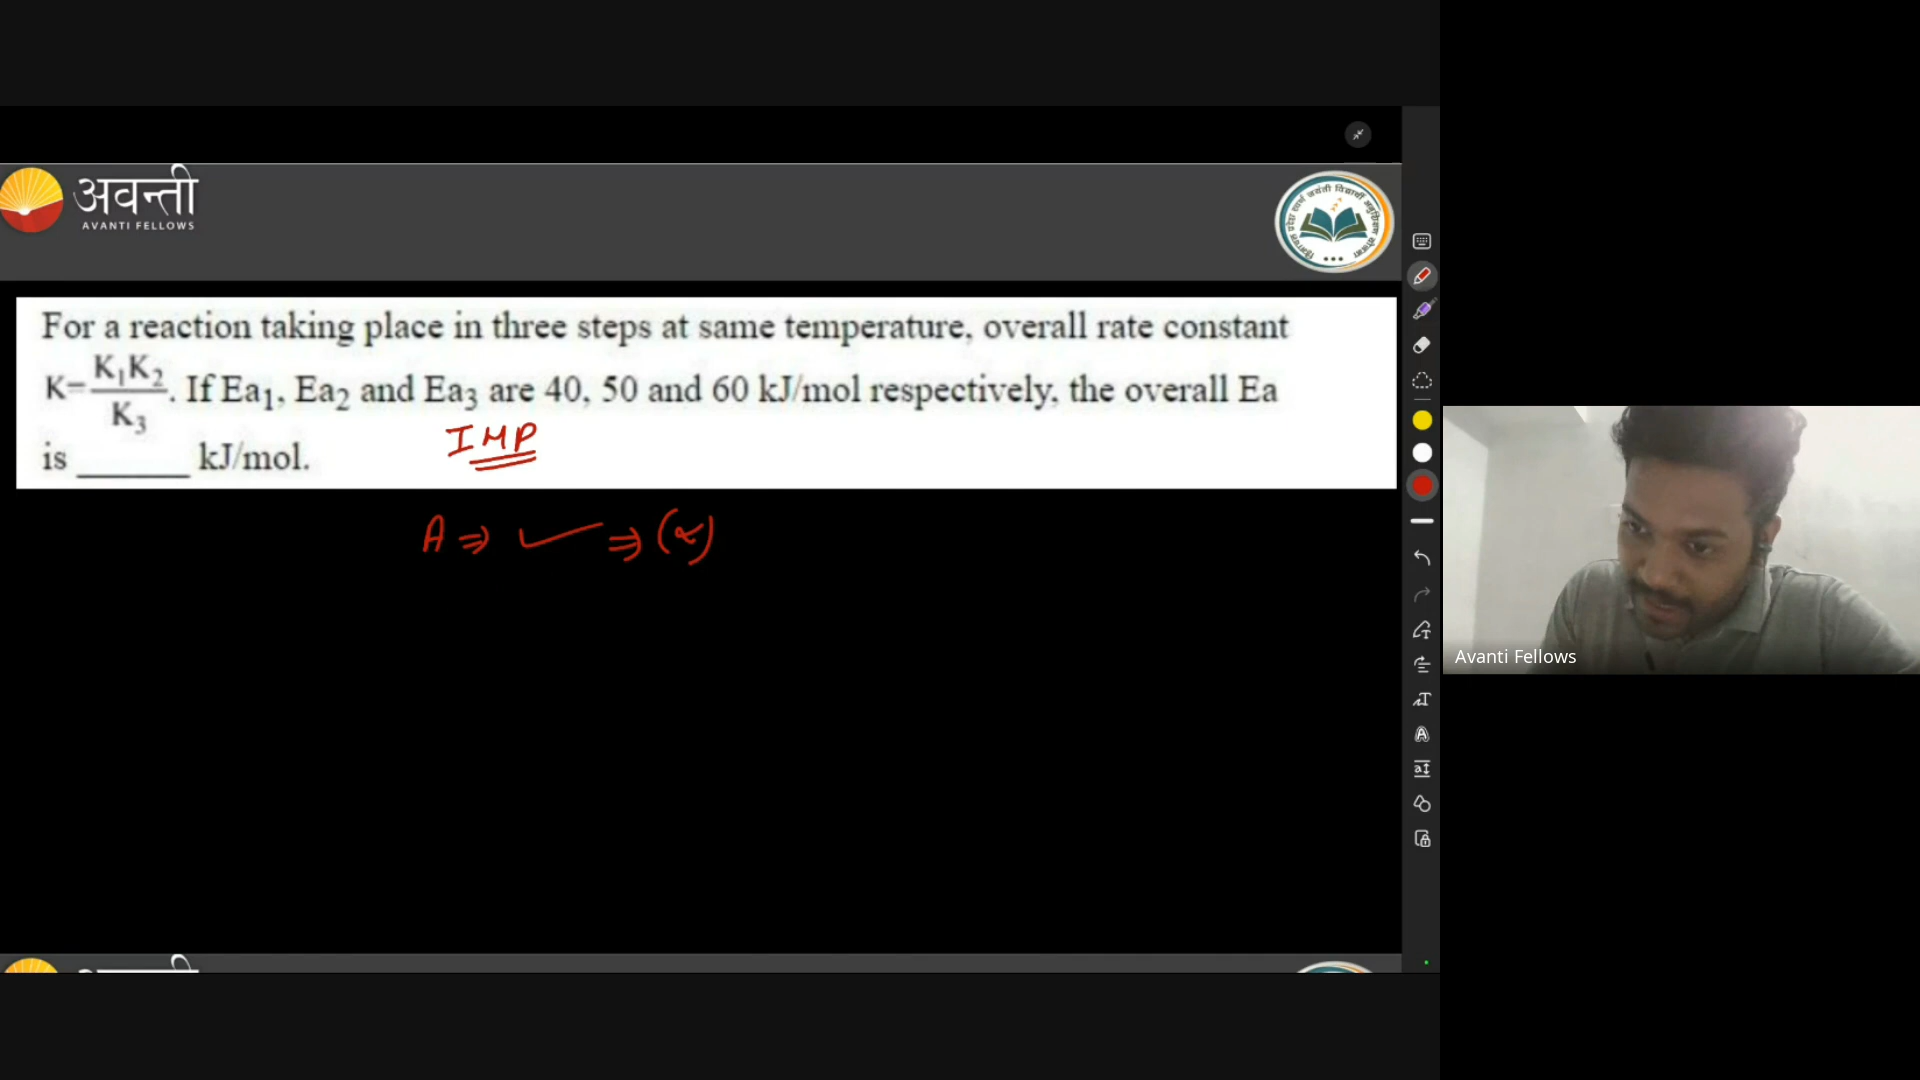 अवन्ती
AVANTI FELLOWS
For a reaction taking place in three steps at same temperature, overall rate constant
K=K₁K₂/K₃. If Ea₁, Ea₂ and Ea₃ are 40, 50 and 60 kJ/mol respectively, the overall Ea
is _______ kJ/mol.
IMP
A ⇒ ✓ ⇒ (α)
Avanti Fellows